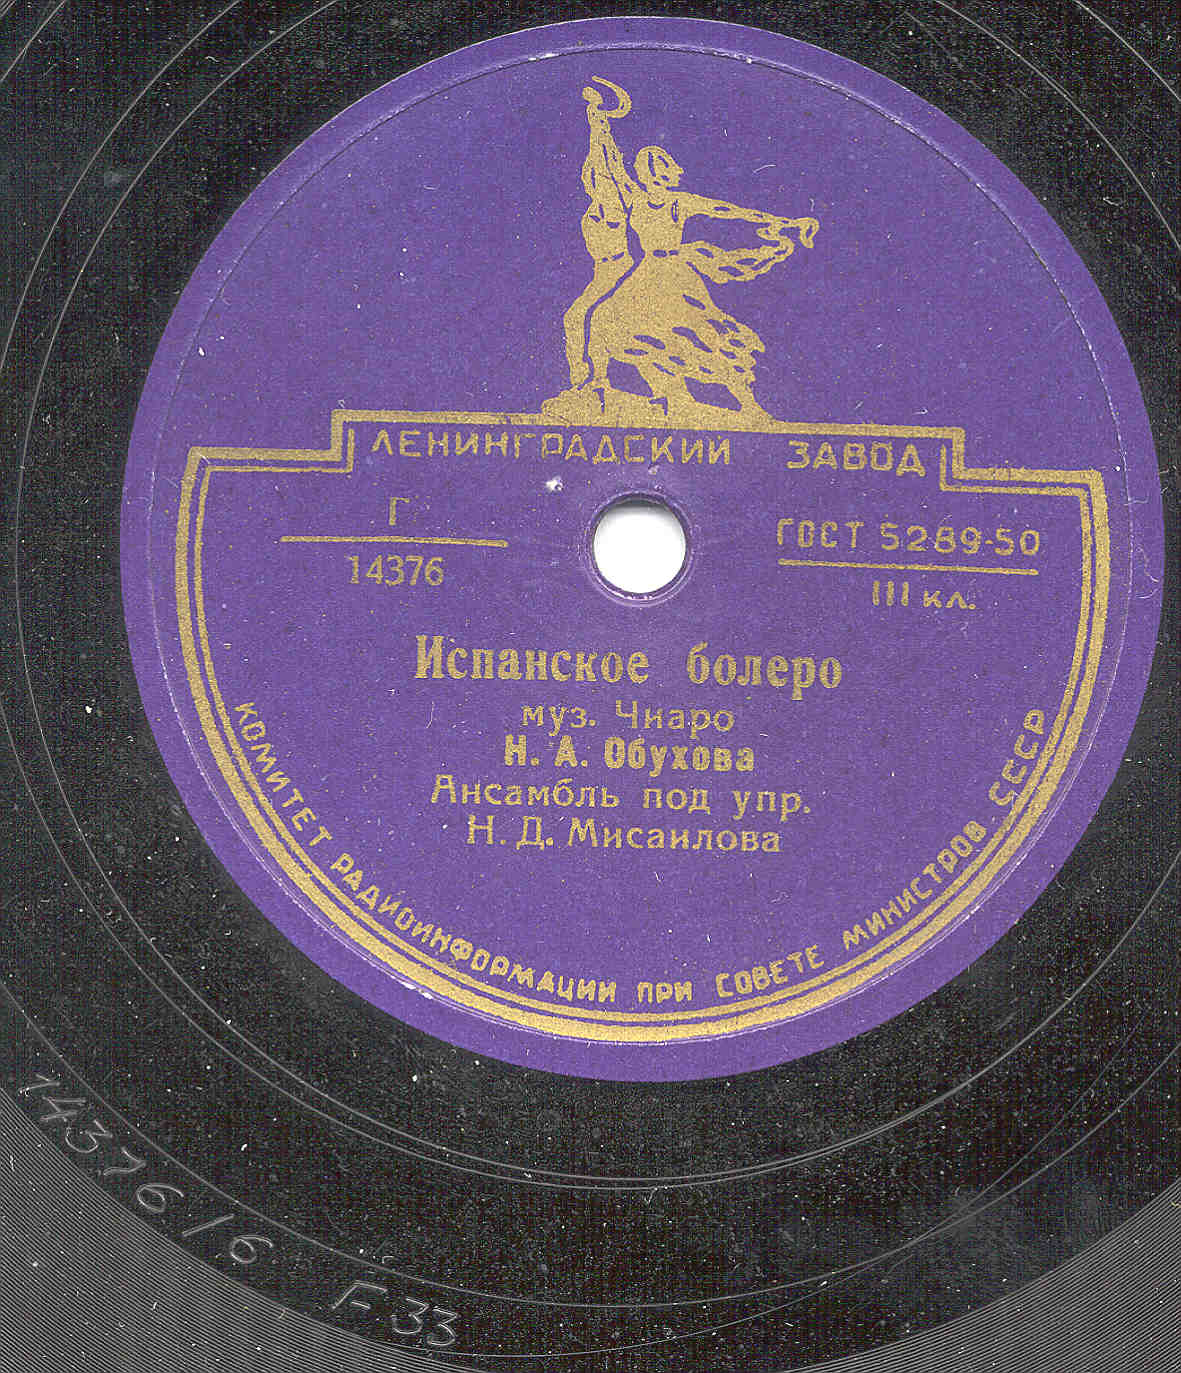 ЛЕНИНГРАДСКИЙ ЗАВОД
Г
14376
ГОСТ 5289-50
III кл.
Испанское болеро
муз. Чиаро
Н. А. Обухова
Ансамбль под упр.
Н. Д. Мисаилова
КОМИТЕТ РАДИОИНФОРМАЦИИ ПРИ СОВЕТЕ МИНИСТРОВ СССР
14376/6 Г-33